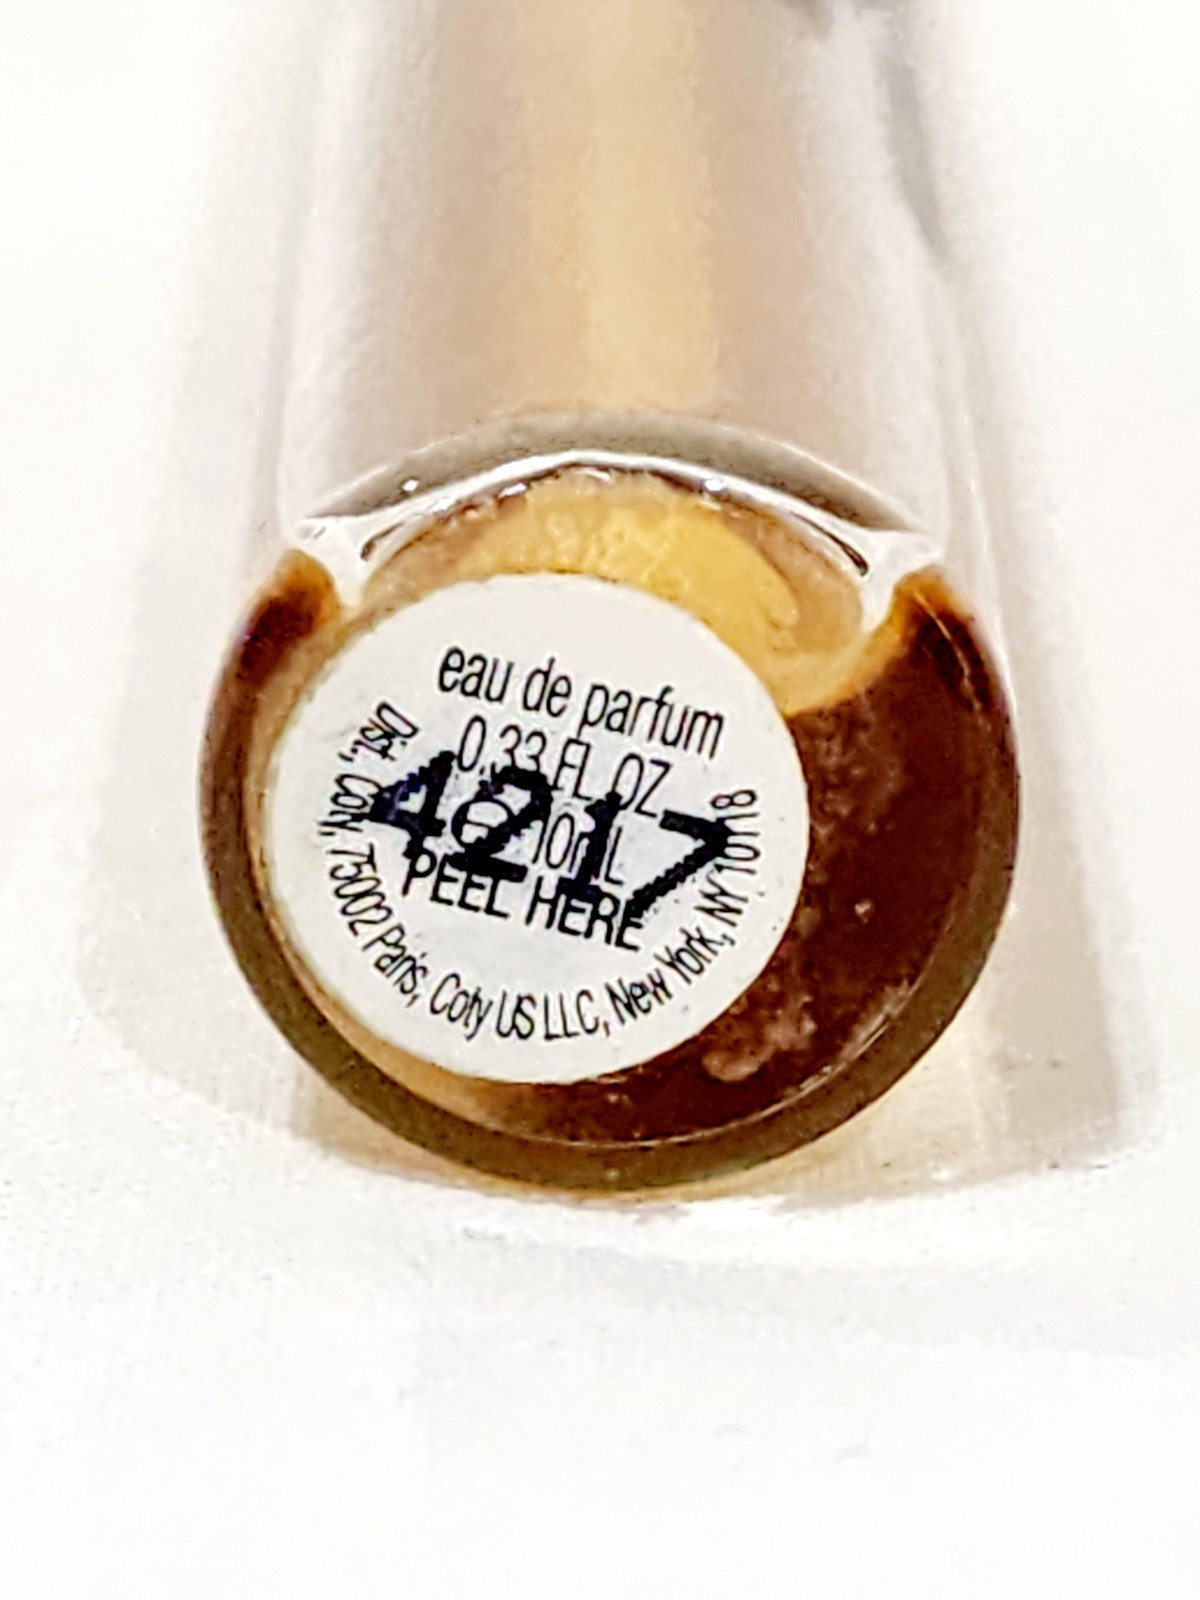 eau de parfum
0.33 FL OZ
10mL
4217
PEEL HERE
Dist., Coty, 75002 Paris, Coty US LLC, New York, NY 10118